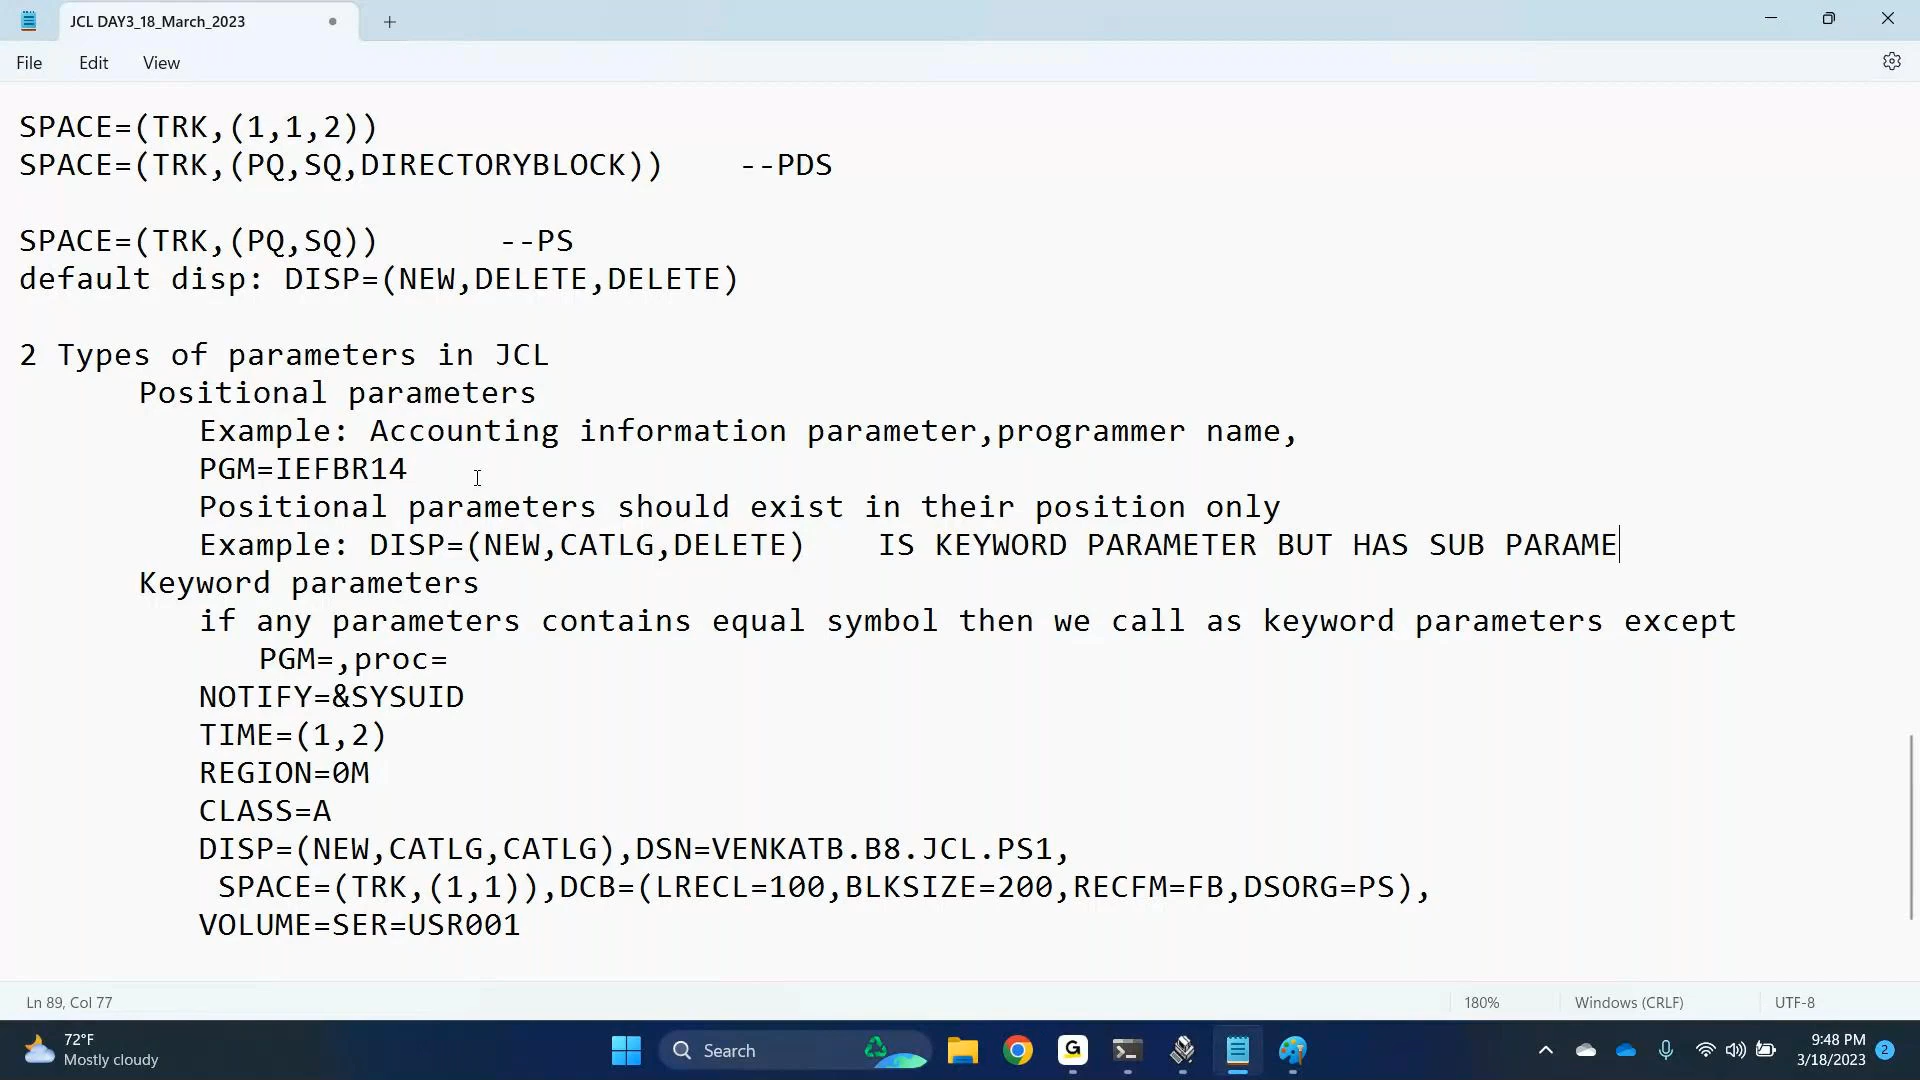 JCL DAY3_18_March_2023
File Edit View
SPACE=(TRK,(1,1,2))
SPACE=(TRK,(PQ,SQ,DIRECTORYBLOCK)) --PDS
SPACE=(TRK,(PQ,SQ)) --PS
default disp: DISP=(NEW,DELETE,DELETE)
2 Types of parameters in JCL
Positional parameters
Example: Accounting information parameter,programmer name,
PGM=IEFBR14
Positional parameters should exist in their position only
Example: DISP=(NEW,CATLG,DELETE) IS KEYWORD PARAMETER BUT HAS SUB PARAME
Keyword parameters
if any parameters contains equal symbol then we call as keyword parameters except
PGM=,proc=
NOTIFY=&SYSUID
TIME=(1,2)
REGION=0M
CLASS=A
DISP=(NEW,CATLG,CATLG),DSN=VENKATB.B8.JCL.PS1,
SPACE=(TRK,(1,1)),DCB=(LRECL=100,BLKSIZE=200,RECFM=FB,DSORG=PS),
VOLUME=SER=USR001
Ln 89, Col 77 180% Windows (CRLF) UTF-8
72°F
Mostly cloudy
Search
G
9:48 PM
3/18/2023
2